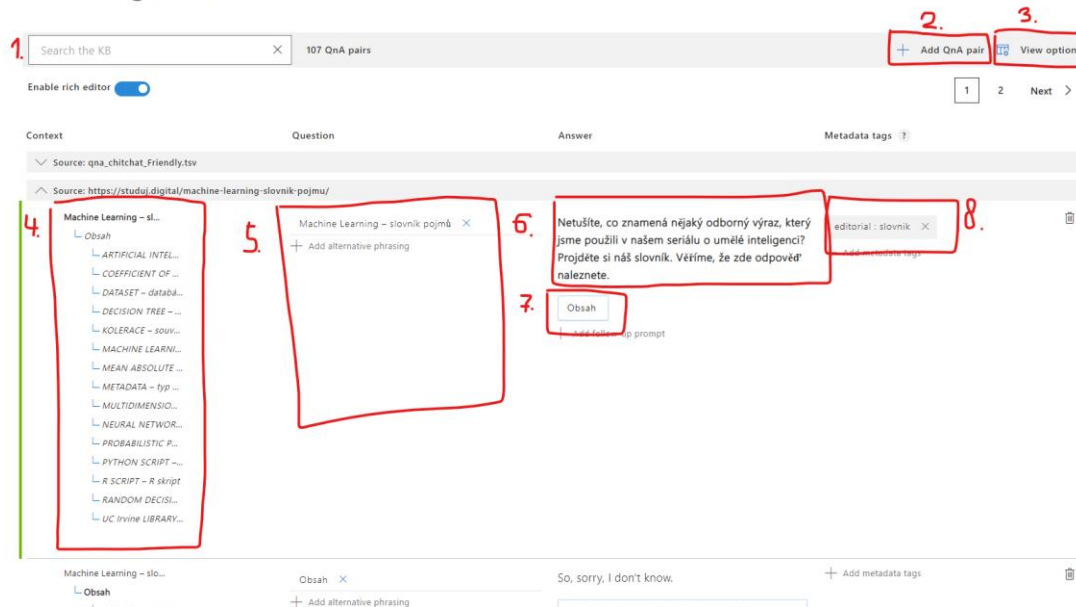 2.
3.
1.
Search the KB
107 QnA pairs
Add QnA pair
View option
Enable rich editor
1
2
Next
Context
Question
Answer
Metadata tags ?
Source: qna_chitchat_Friendly.tsv
Source: https://studuj.digital/machine-learning-slovnik-pojmu/
4.
Machine Learning – sl...
Obsah
ARTIFICIAL INTEL...
COEFFICIENT OF ...
DATASET – databá...
DECISION TREE – ...
KOLERACE – souv...
MACHINE LEARNI...
MEAN ABSOLUTE ...
METADATA – typ ...
MULTIDIMENSIO...
NEURAL NETWOR...
PROBABILISTIC P...
PYTHON SCRIPT –...
R SCRIPT – R skript
RANDOM DECISI...
UC Irvine LIBRARY...
5.
Machine Learning – slovník pojmů
Add alternative phrasing
6.
Netušíte, co znamená nějaký odborný výraz, který
jsme použili v našem seriálu o umělé inteligenci?
Projděte si náš slovník. Věříme, že zde odpověď
naleznete.
7.
Obsah
Add follow-up prompt
8.
editorial : slovnik
Add metadata tags
Machine Learning – slo...
Obsah
Obsah
Add alternative phrasing
So, sorry, I don't know.
Add metadata tags